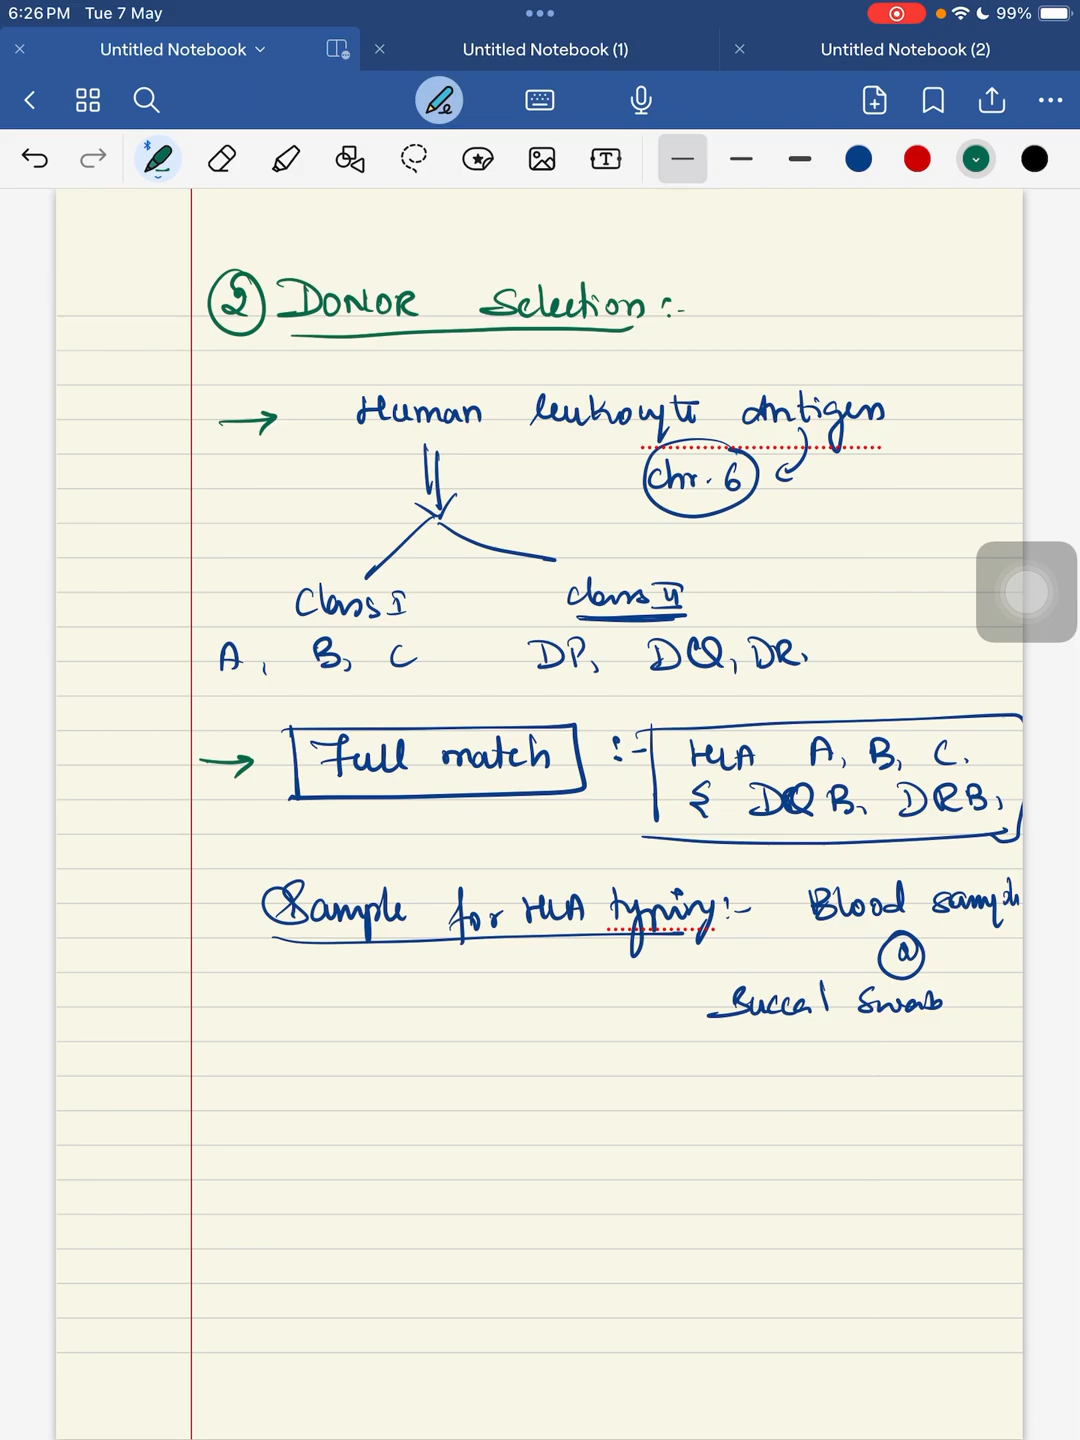 6:26 PM Tue 7 May 99%
Untitled Notebook Untitled Notebook (1) Untitled Notebook (2)
② DONOR Selection :-
→ Human leukocyte Antigen
Chr. 6
Class I class II
A, B, C DP, DQ, DR,
→ Full match :- HLA A, B, C.
& DQB, DRB,
Sample for HLA typing :- Blood sample
Buccal Swab